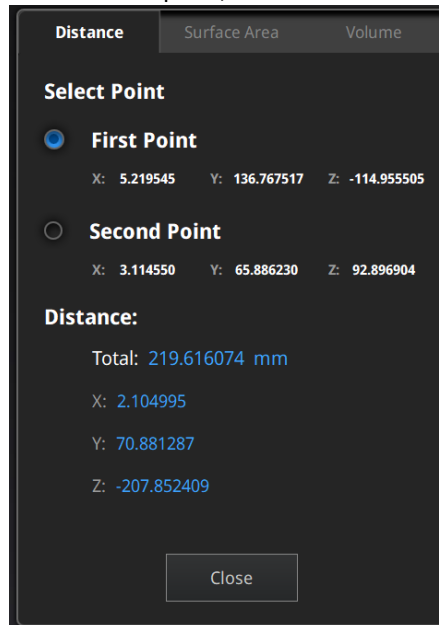 Distance Surface Area Volume
Select Point
First Point
X: 5.219545 Y: 136.767517 Z: -114.955505
Second Point
X: 3.114550 Y: 65.886230 Z: 92.896904
Distance:
Total: 219.616074 mm
X: 2.104995
Y: 70.881287
Z: -207.852409
Close